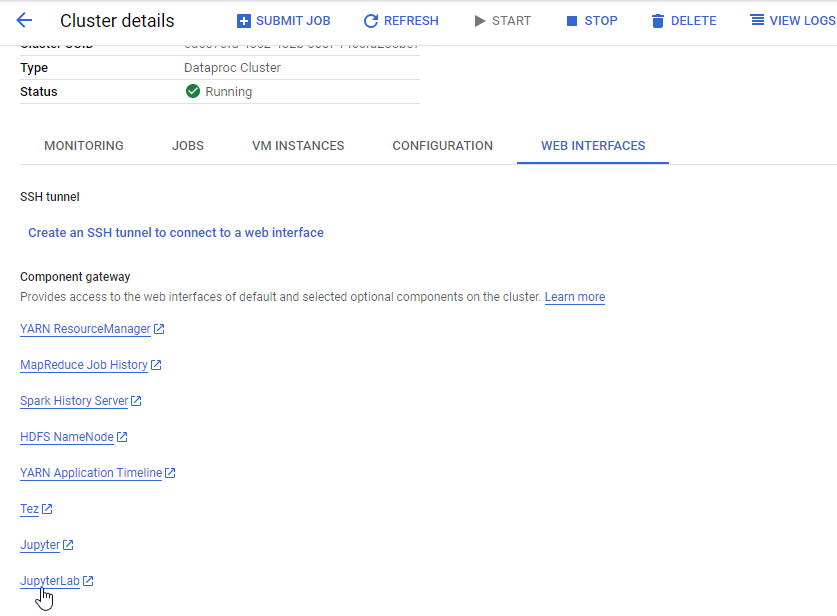 Cluster details SUBMIT JOB REFRESH START STOP DELETE VIEW LOGS
Type Dataproc Cluster
Status Running
MONITORING JOBS VM INSTANCES CONFIGURATION WEB INTERFACES
SSH tunnel
Create an SSH tunnel to connect to a web interface
Component gateway
Provides access to the web interfaces of default and selected optional components on the cluster. Learn more
YARN ResourceManager
MapReduce Job History
Spark History Server
HDFS NameNode
YARN Application Timeline
Tez
Jupyter
JupyterLab